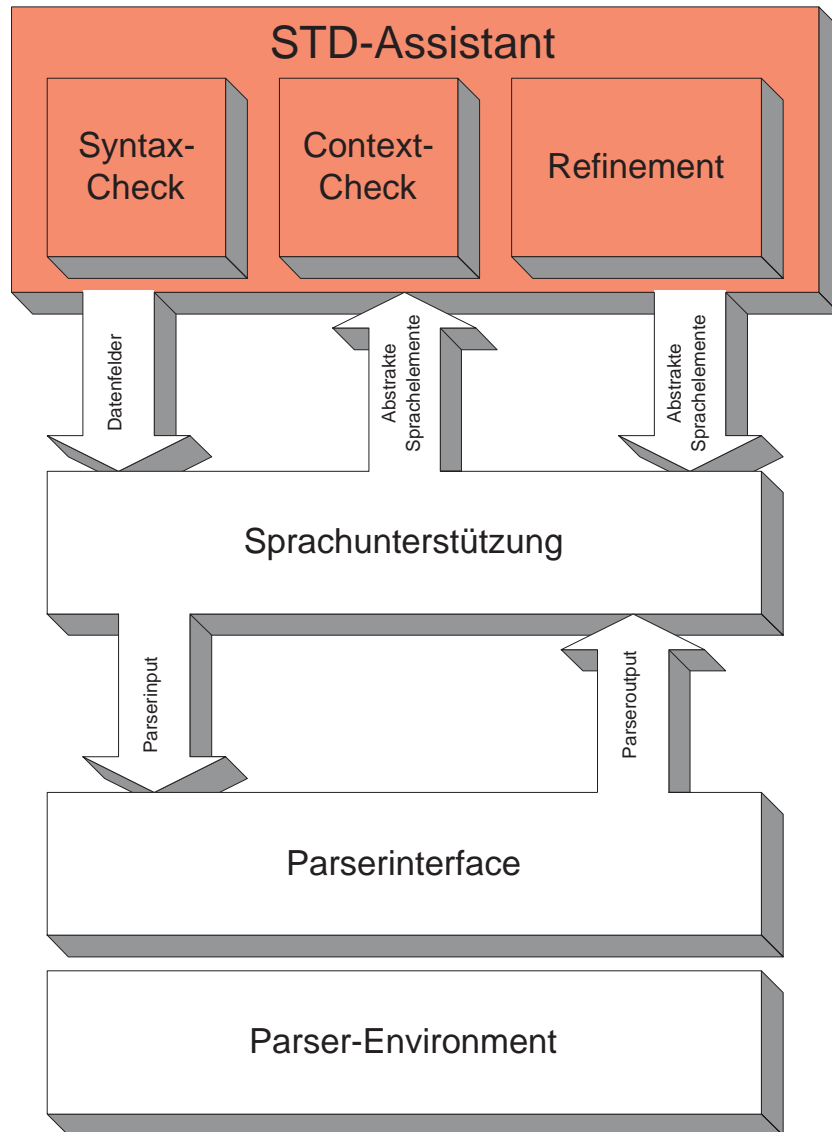 STD-Assistant
Syntax-
Check
Context-
Check
Refinement
Datenfelder
Abstrakte
Sprachelemente
Abstrakte
Sprachelemente
Sprachunterstützung
Parserinput
Parseroutput
Parserinterface
Parser-Environment